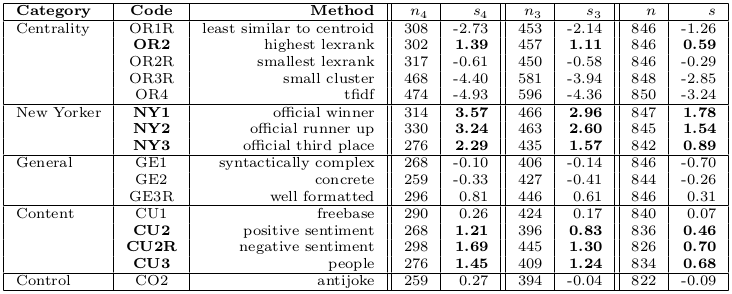 Category Code Method n4 s4 n3 s3 n s
Centrality OR1R least similar to centroid 308 -2.73 453 -2.14 846 -1.26
OR2 highest lexrank 302 1.39 457 1.11 846 0.59
OR2R smallest lexrank 317 -0.61 450 -0.58 846 -0.29
OR3R small cluster 468 -4.40 581 -3.94 848 -2.85
OR4 tfidf 474 -4.93 596 -4.36 850 -3.24
New Yorker NY1 official winner 314 3.57 466 2.96 847 1.78
NY2 official runner up 330 3.24 463 2.60 845 1.54
NY3 official third place 276 2.29 435 1.57 842 0.89
General GE1 syntactically complex 268 -0.10 406 -0.14 846 -0.70
GE2 concrete 259 -0.33 427 -0.41 844 -0.26
GE3R well formatted 296 0.81 446 0.61 846 0.31
Content CU1 freebase 290 0.26 424 0.17 840 0.07
CU2 positive sentiment 268 1.21 396 0.83 836 0.46
CU2R negative sentiment 298 1.69 445 1.30 826 0.70
CU3 people 276 1.45 409 1.24 834 0.68
Control CO2 antijoke 259 0.27 394 -0.04 822 -0.09